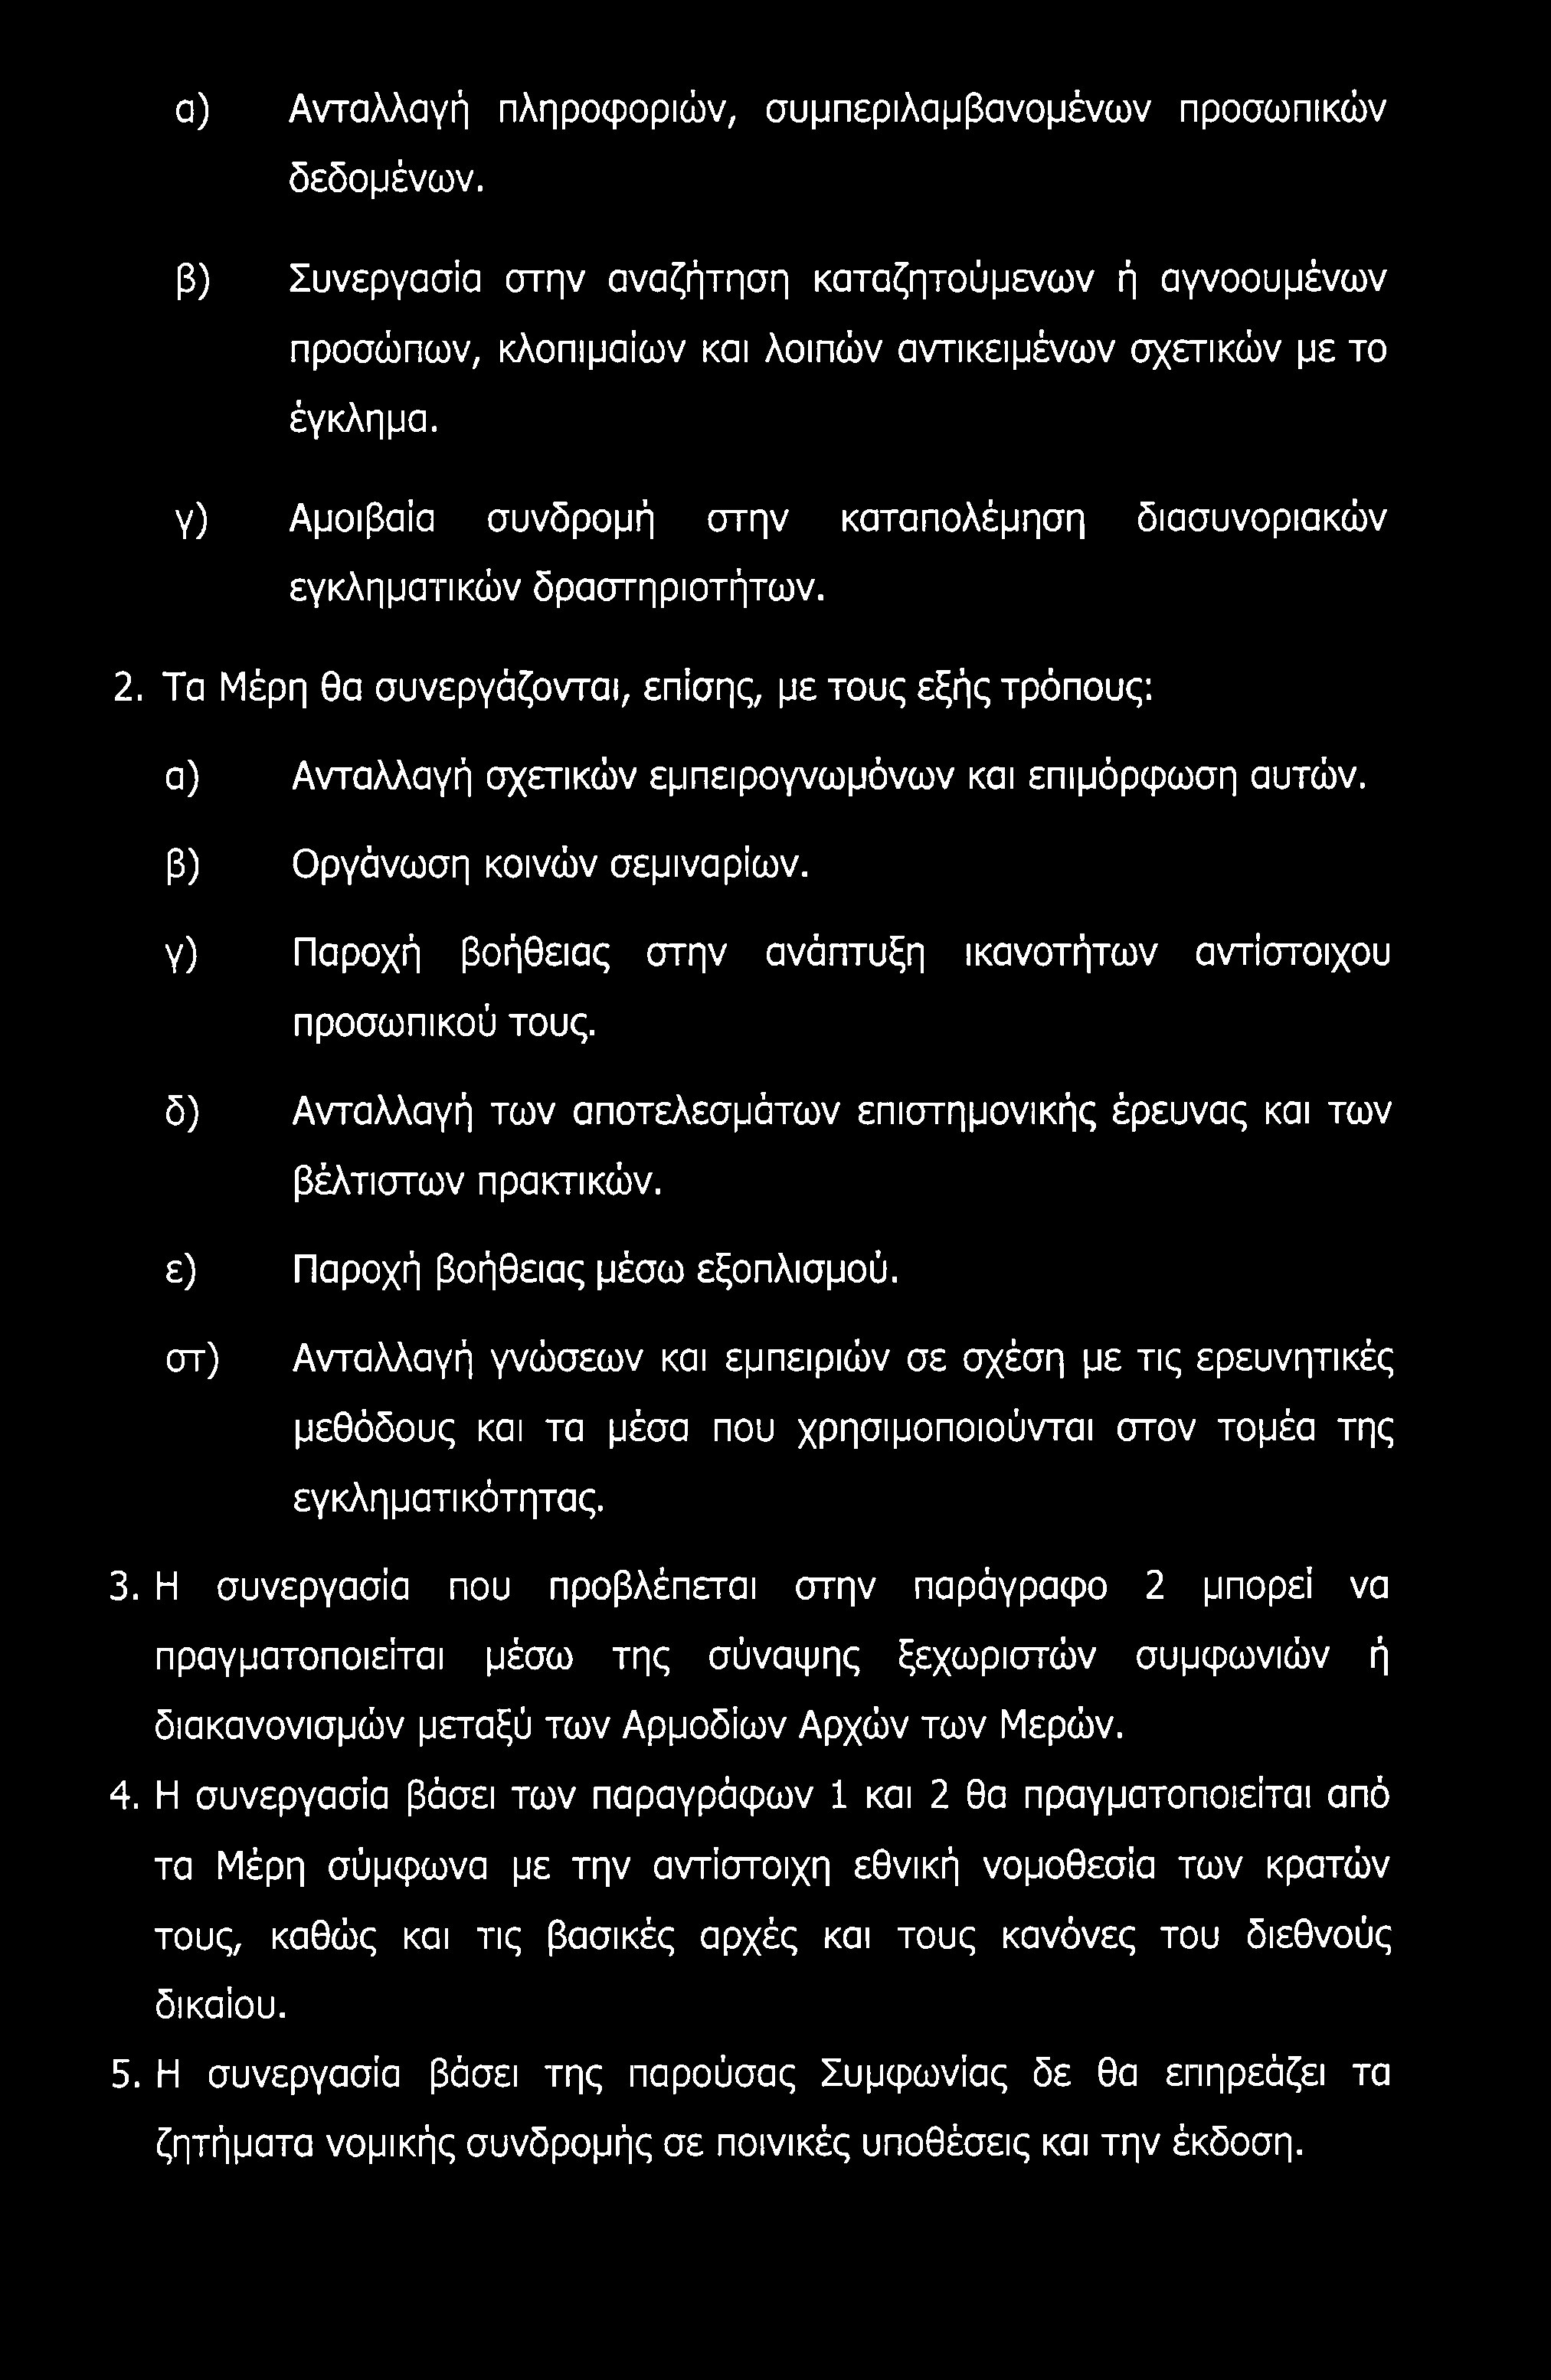 α) Ανταλλαγή πληροφοριών, συμπεριλαμβανομένων προσωπικών
δεδομένων.
β) Συνεργασία στην αναζήτηση καταζητούμενων ή αγνοουμένων
προσώπων, κλοπιμαίων και λοιπών αντικειμένων σχετικών με το
έγκλημα.
γ) Αμοιβαία συνδρομή στην καταπολέμηση διασυνοριακών
εγκληματικών δραστηριοτήτων.
2. Τα Μέρη θα συνεργάζονται, επίσης, με τους εξής τρόπους:
α) Ανταλλαγή σχετικών εμπειρογνωμόνων και επιμόρφωση αυτών.
β) Οργάνωση κοινών σεμιναρίων.
γ) Παροχή βοήθειας στην ανάπτυξη ικανοτήτων αντίστοιχου
προσωπικού τους.
δ) Ανταλλαγή των αποτελεσμάτων επιστημονικής έρευνας και των
βέλτιστων πρακτικών.
ε) Παροχή βοήθειας μέσω εξοπλισμού.
στ) Ανταλλαγή γνώσεων και εμπειριών σε σχέση με τις ερευνητικές
μεθόδους και τα μέσα που χρησιμοποιούνται στον τομέα της
εγκληματικότητας.
3. Η συνεργασία που προβλέπεται στην παράγραφο 2 μπορεί να
πραγματοποιείται μέσω της σύναψης ξεχωριστών συμφωνιών ή
διακανονισμών μεταξύ των Αρμοδίων Αρχών των Μερών.
4. Η συνεργασία βάσει των παραγράφων 1 και 2 θα πραγματοποιείται από
τα Μέρη σύμφωνα με την αντίστοιχη εθνική νομοθεσία των κρατών
τους, καθώς και τις βασικές αρχές και τους κανόνες του διεθνούς
δικαίου.
5. Η συνεργασία βάσει της παρούσας Συμφωνίας δε θα επηρεάζει τα
ζητήματα νομικής συνδρομής σε ποινικές υποθέσεις και την έκδοση.